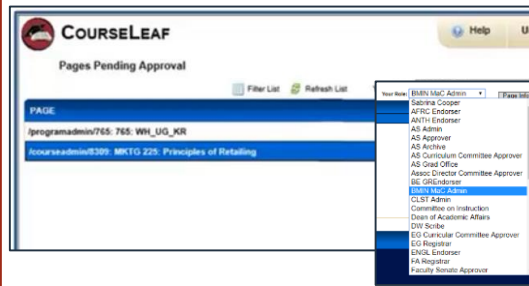 COURSELEAF
Help
U
Pages Pending Approval
Filter List
Refresh List
Your Role: BMIN MaC Admin
Page Info
PAGE
/programadmin/765: 765: WH_UG_KR
/courseadmin/8309: MKTG 225: Principles of Retailing
Sabrina Cooper
AFRC Endorser
ANTH Endorser
AS Admin
AS Approver
AS Archive
AS Curriculum Committee Approver
AS Grad Office
Assoc Director Committee Approver
BE GREndorser
BMIN MaC Admin
CLST Admin
Committee on Instruction
Dean of Academic Affairs
DW Scribe
EG Curricular Committee Approver
EG Registrar
ENGL Endorser
FA Registrar
Faculty Senate Approver